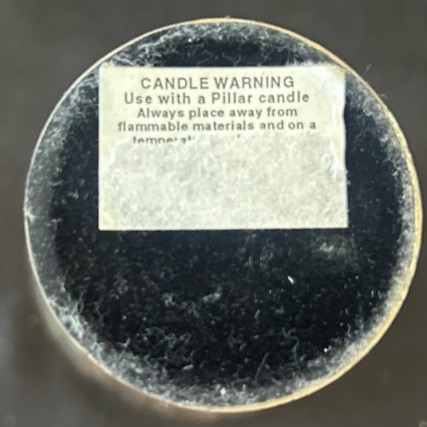 CANDLE WARNING
Use with a Pillar candle
Always place away from
flammable materials and on a